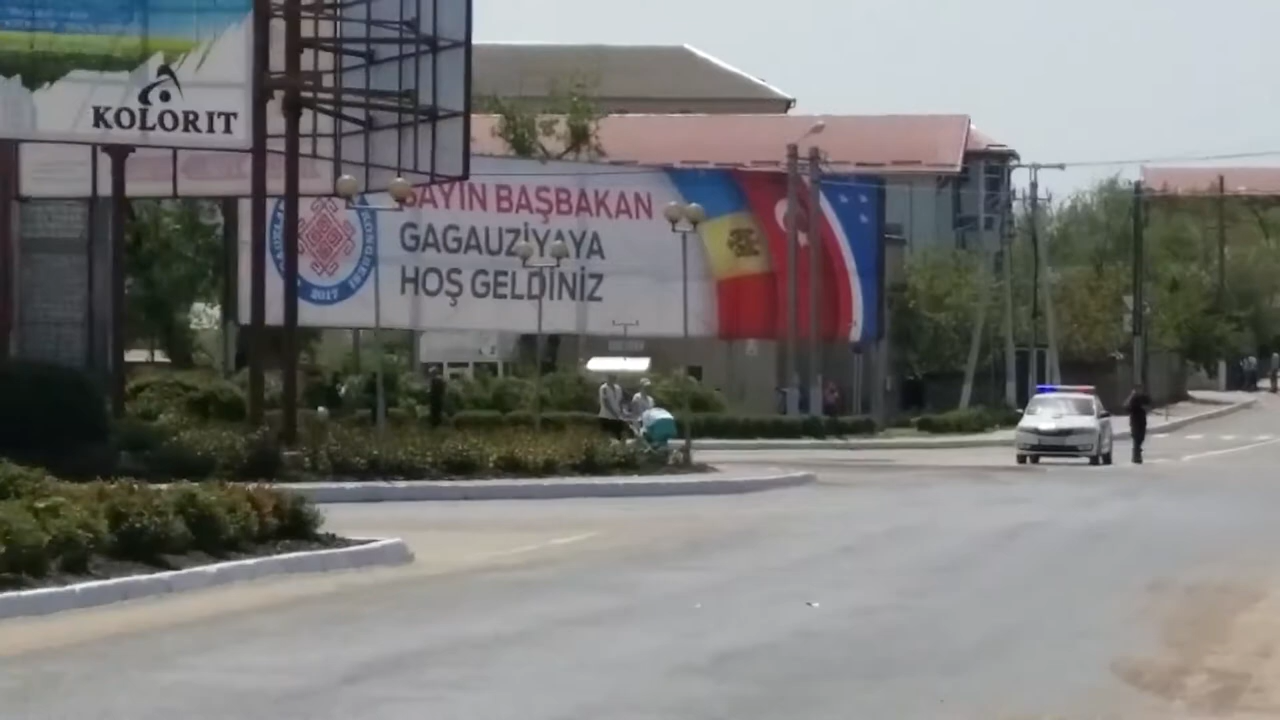 KOLORIT
SAYIN BAŞBAKAN
GAGAUZİYAYA
HOŞ GELDİNİZ
2017